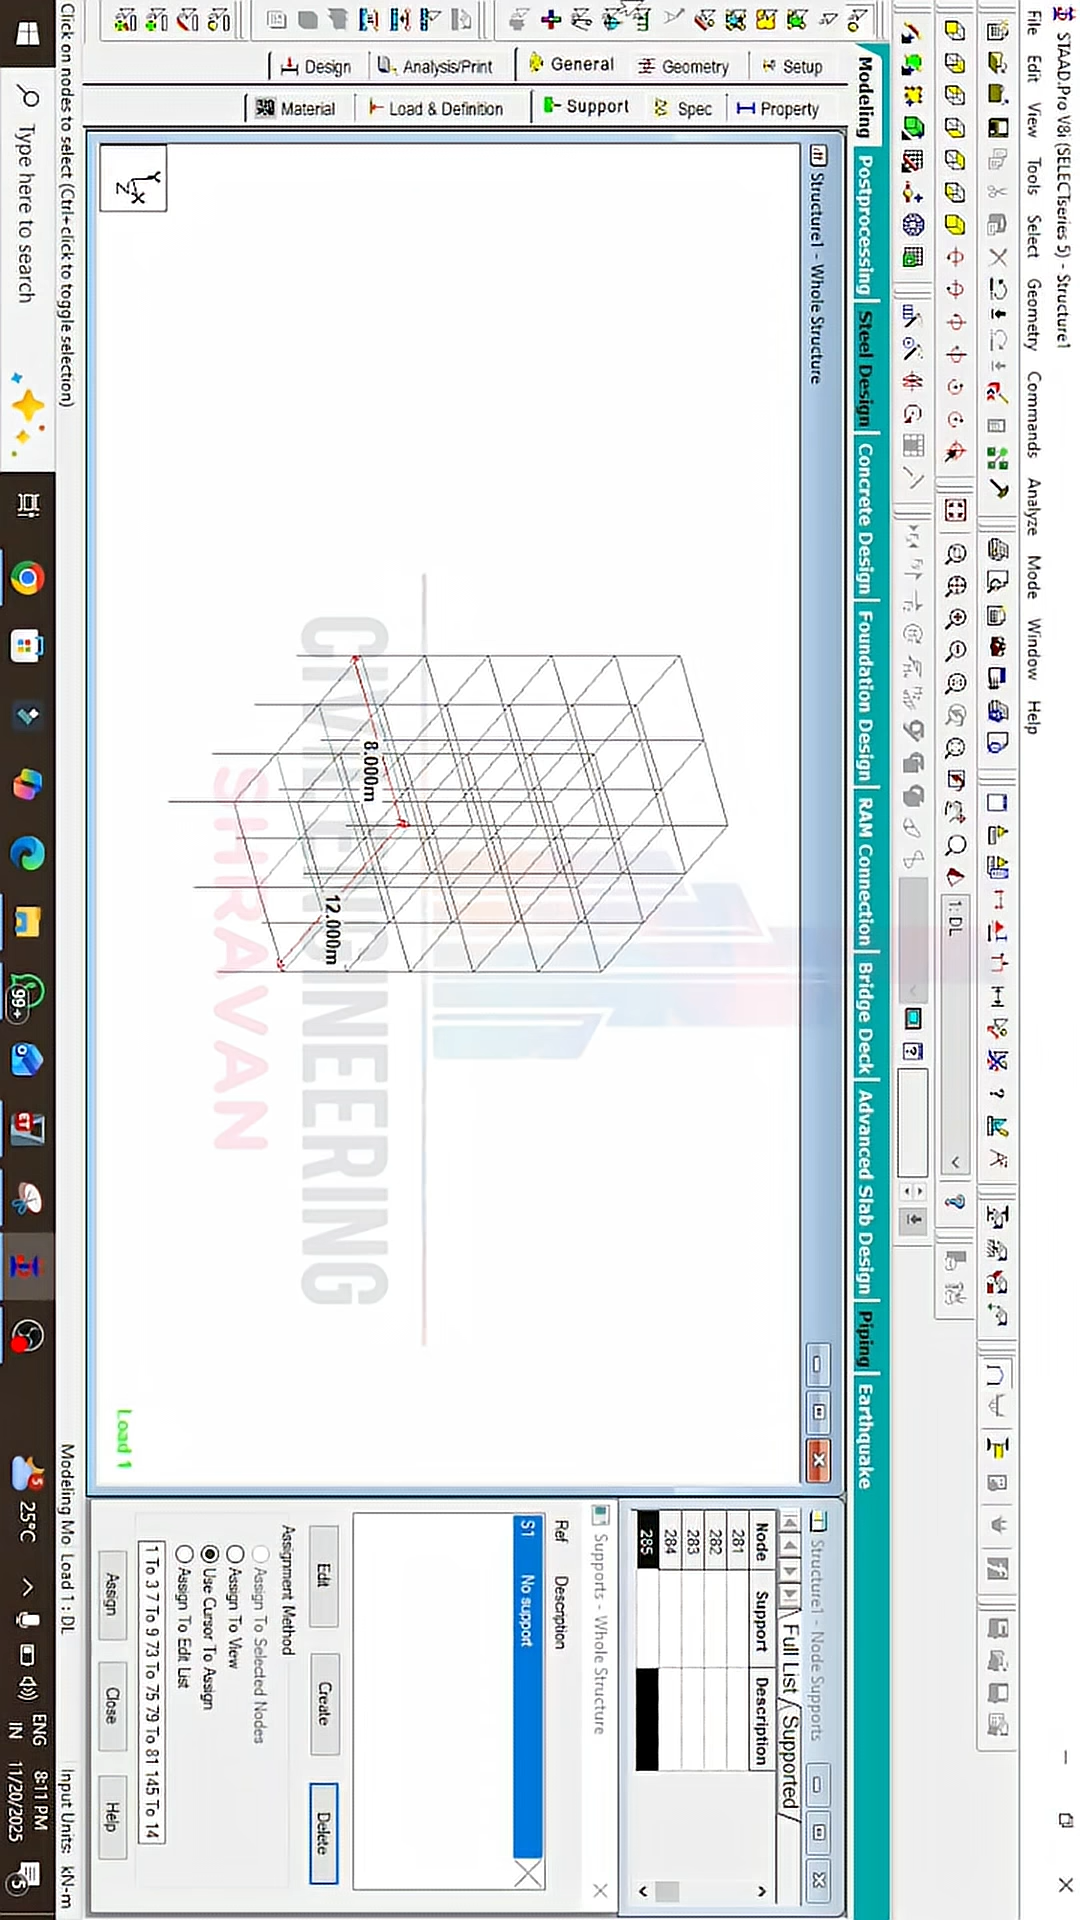 STAAD.Pro V8i (SELECTseries 5) - Structure1
File Edit View Tools Select Geometry Commands Analyze Mode Window Help
1: DL
Modeling Postprocessing Steel Design Concrete Design Foundation Design RAM Connection Bridge Deck Advanced Slab Design Piping Earthquake
Setup Geometry General Analysis/Print Design
Property Spec Support Load & Definition Material
Structure1 - Whole Structure
8.000m
12.000m
CIVIL ENGINEERING
SHRAVAN
Y
X
Z
Load 1
Structure1 - Node Supports
Full List Supported
Node Support Description
281
282
283
284
285
Supports - Whole Structure
Ref Description
S1 No support
Edit Create Delete
Assignment Method
Assign To Selected Nodes
Assign To View
Use Cursor To Assign
Assign To Edit List
1 To 3 7 To 9 73 To 75 79 To 81 145 To 14
Assign Close Help
Click on nodes to select (Ctrl+click to toggle selection)
Modeling Mo Load 1 : DL
Input Units: kN-m
Type here to search
99+
25°C
ENG
IN
8:11 PM
11/20/2025
5